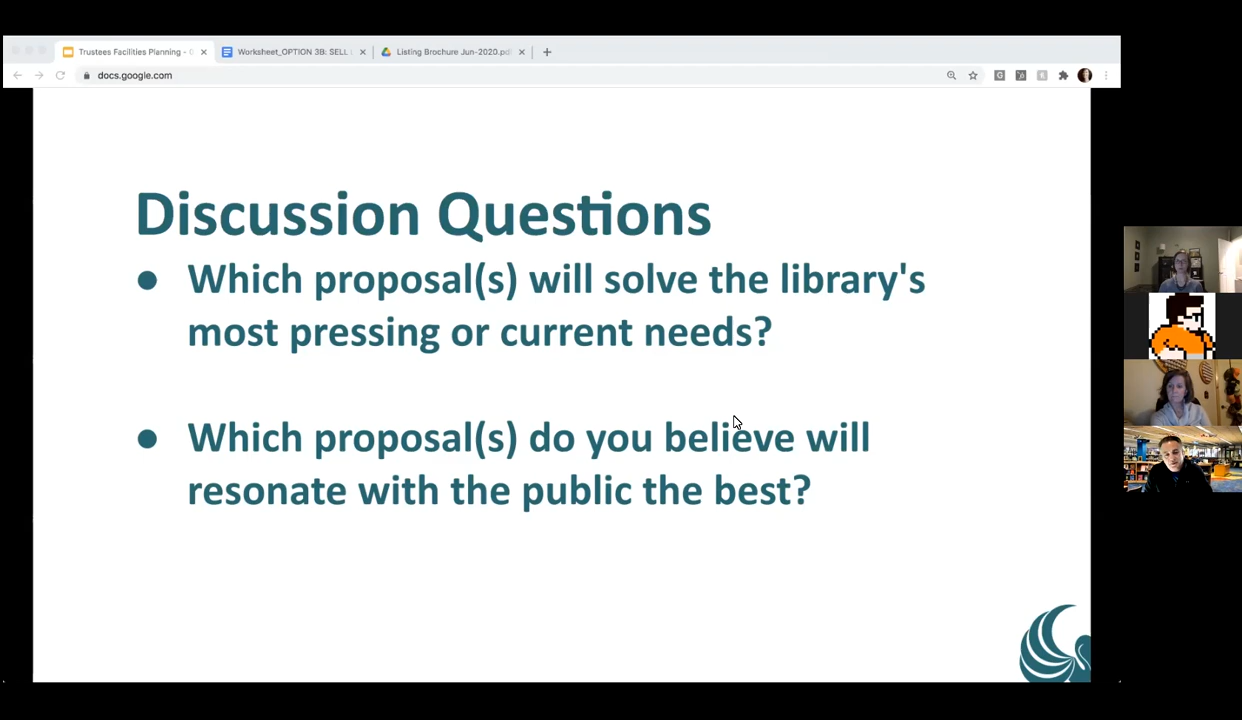 Trustees Facilities Planning -
Worksheet_OPTION 3B: SELL
Listing Brochure Jun-2020.pd
docs.google.com
Discussion Questions
● Which proposal(s) will solve the library's
most pressing or current needs?
● Which proposal(s) do you believe will
resonate with the public the best?